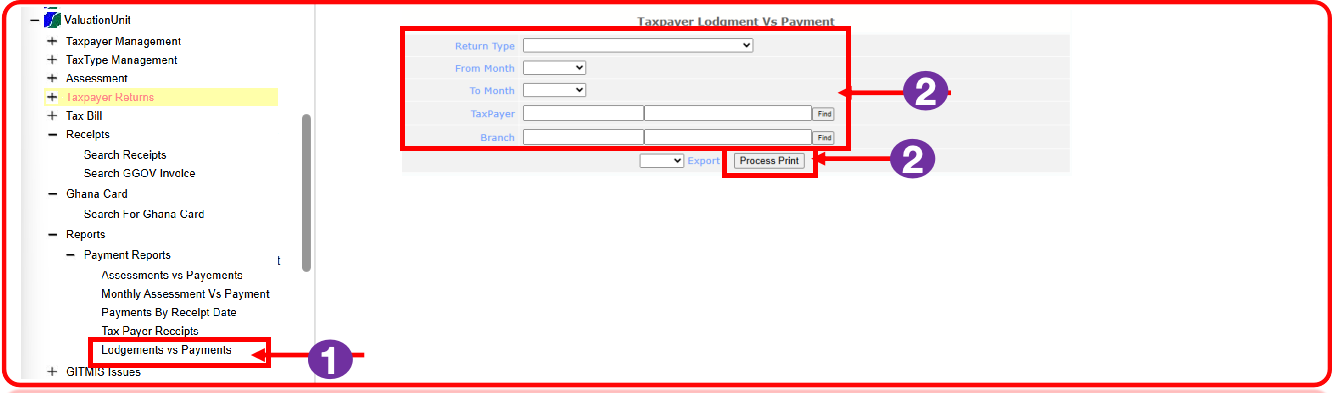 ValuationUnit
Taxpayer Management
TaxType Management
Assessment
Taxpayer Returns
Tax Bill
Receipts
Search Receipts
Search GGOV Invoice
Ghana Card
Search For Ghana Card
Reports
Payment Reports
t
Assessments vs Payements
Monthly Assessment Vs Payment
Payments By Receipt Date
Tax Payer Receipts
Lodgements vs Payments
GITMIS Issues
1
Taxpayer Lodgment Vs Payment
Return Type
From Month
To Month
TaxPayer Find
Branch Find
2
Export Process Print
2